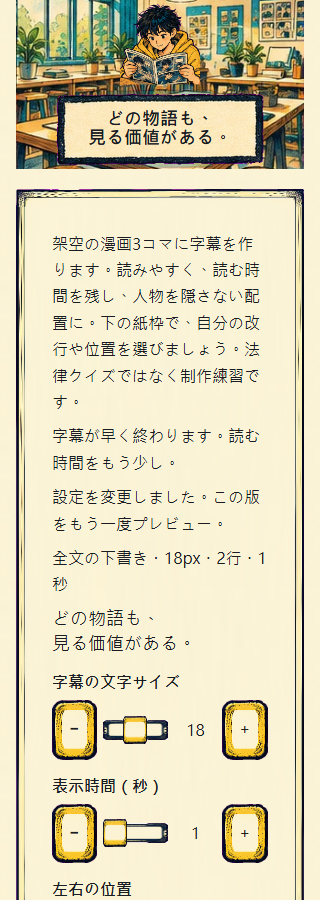 どの物語も、
見る価値がある。
架空の漫画3コマに字幕を作
ります。読みやすく、読む時
間を残し、人物を隠さない配
置に。下の紙枠で、自分の改
行や位置を選びましょう。法
律クイズではなく制作練習で
す。
字幕が早く終わります。読む
時間をもう少し。
設定を変更しました。この版
をもう一度プレビュー。
全文の下書き・18px・2行・1
秒
どの物語も、
見る価値がある。
字幕の文字サイズ
− 18 +
表示時間（秒）
− 1 +
左右の位置